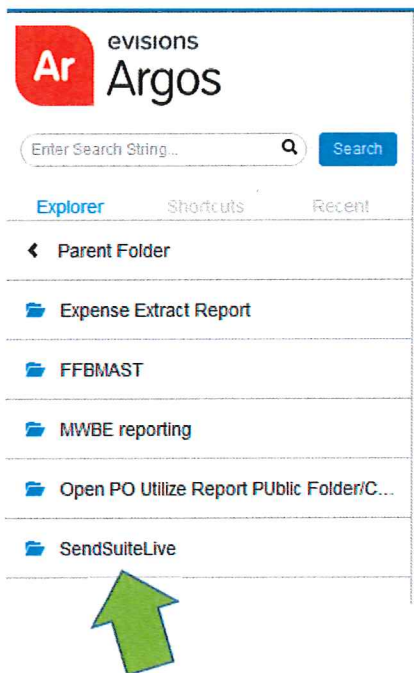 Ar
evisions
Argos
Enter Search String...
Search
Explorer Shortcuts Recent
Parent Folder
Expense Extract Report
FFBMAST
MWBE reporting
Open PO Utilize Report PUblic Folder/C...
SendSuiteLive